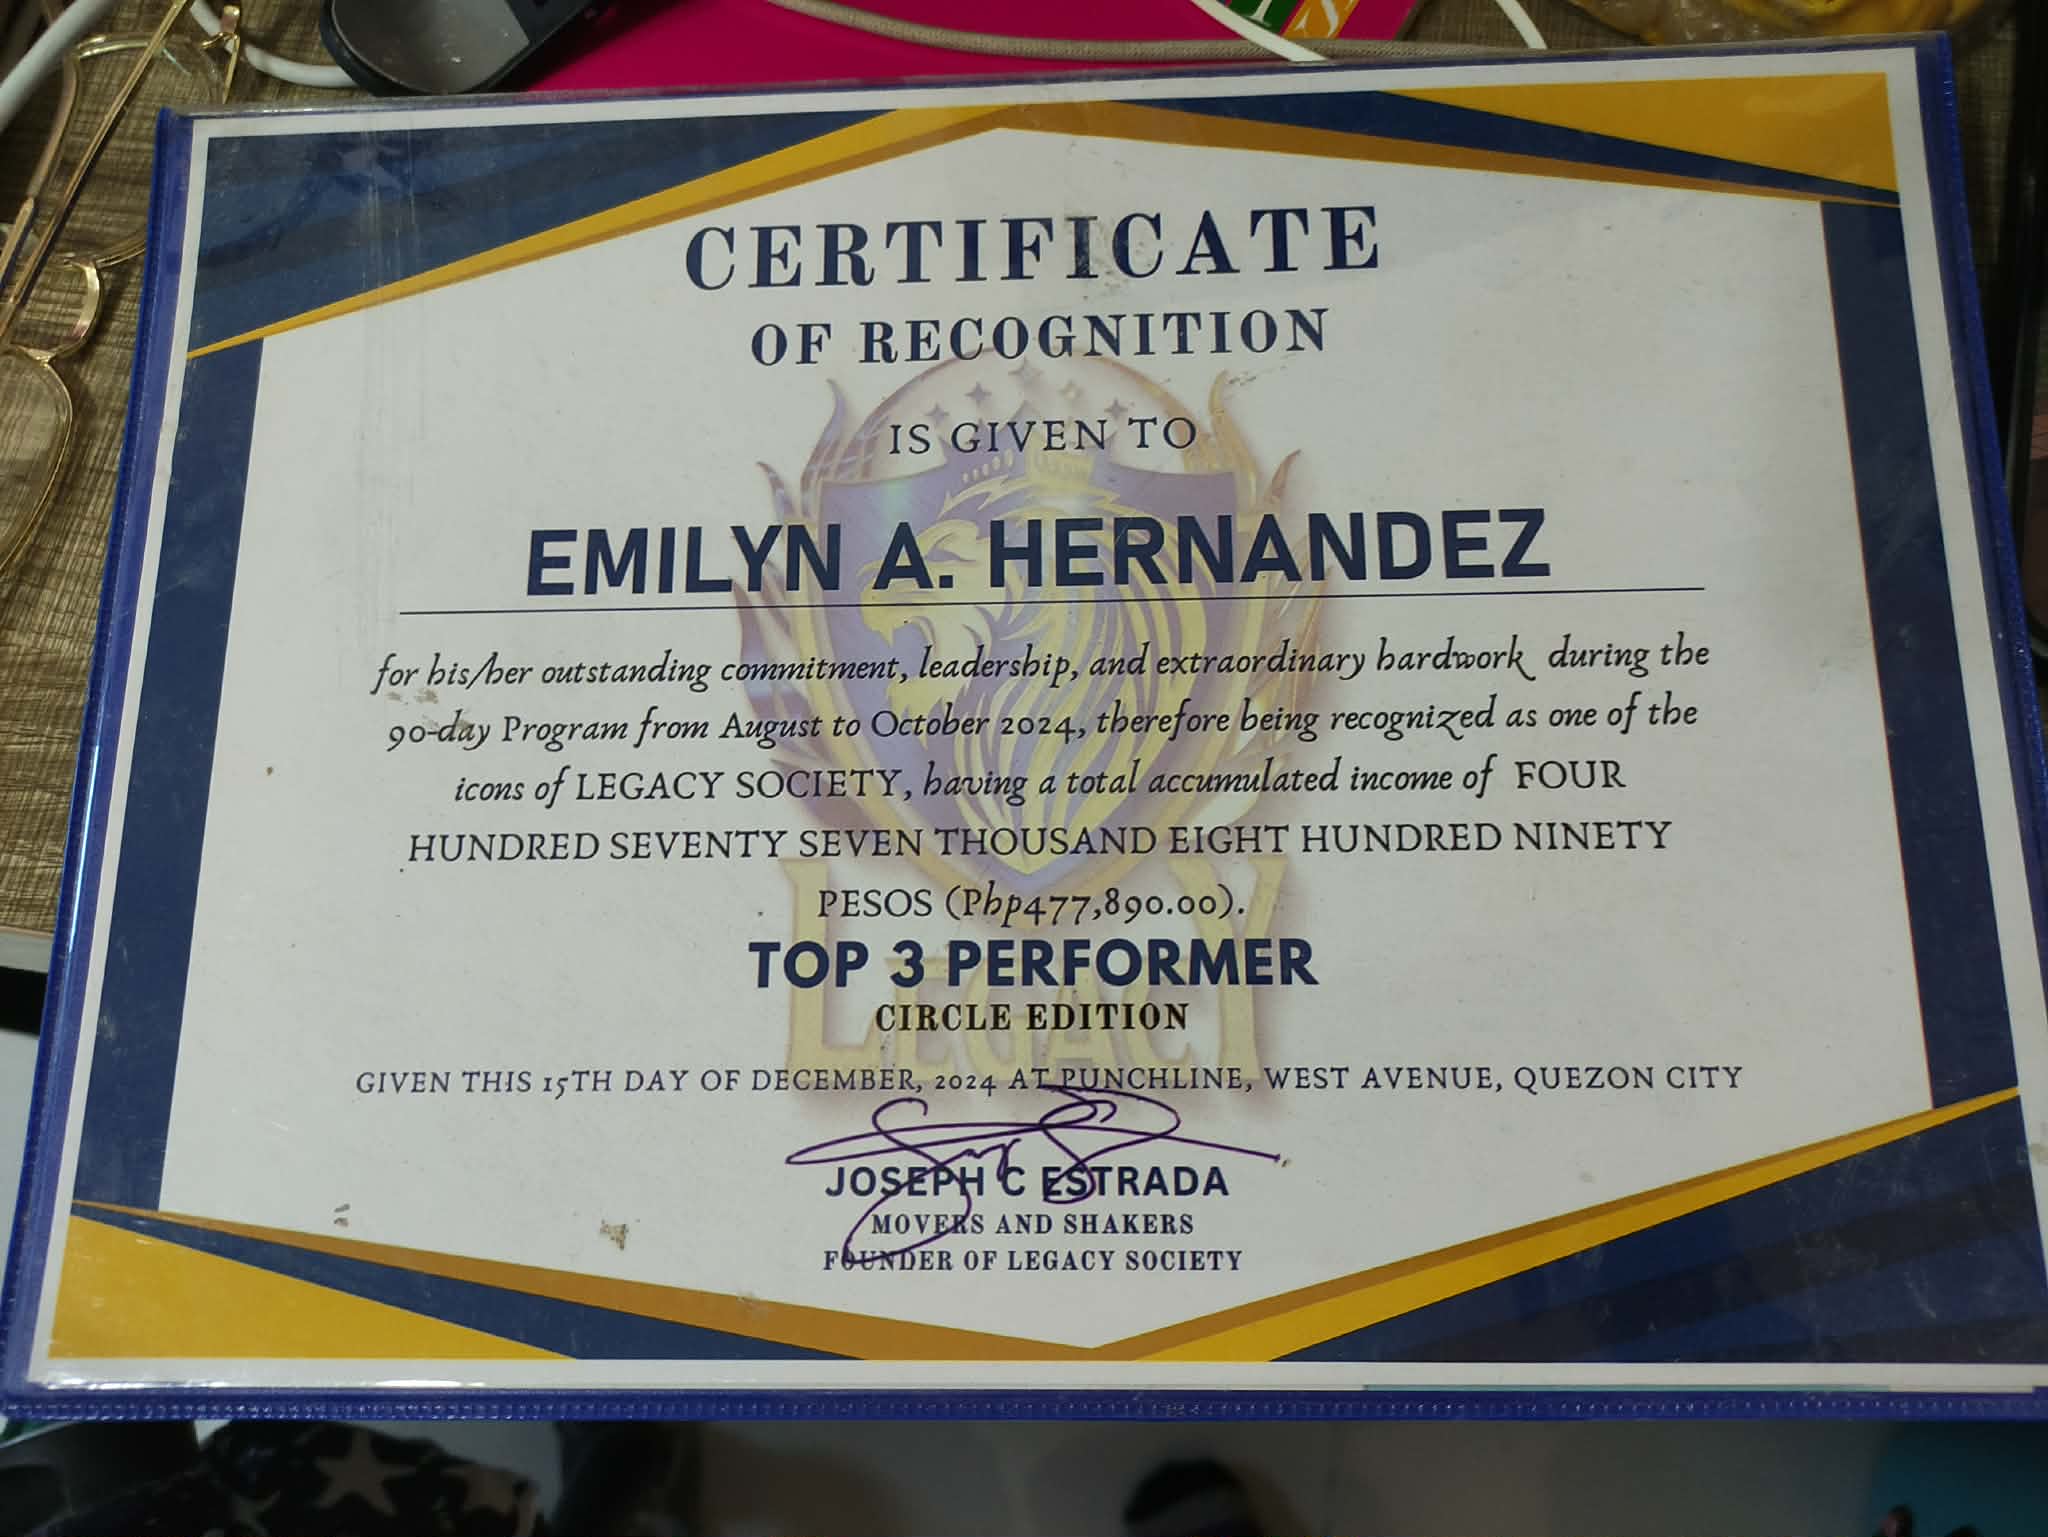 CERTIFICATE
OF RECOGNITION
IS GIVEN TO
EMILYN A. HERNANDEZ
for his/her outstanding commitment, leadership, and extraordinary hardwork during the
90-day Program from August to October 2024, therefore being recognized as one of the
icons of LEGACY SOCIETY, having a total accumulated income of FOUR
HUNDRED SEVENTY SEVEN THOUSAND EIGHT HUNDRED NINETY
PESOS (Php477,890.00).
TOP 3 PERFORMER
LEGACY
CIRCLE EDITION
GIVEN THIS 15TH DAY OF DECEMBER, 2024 AT PUNCHLINE, WEST AVENUE, QUEZON CITY
JOSEPH C ESTRADA
MOVERS AND SHAKERS
FOUNDER OF LEGACY SOCIETY